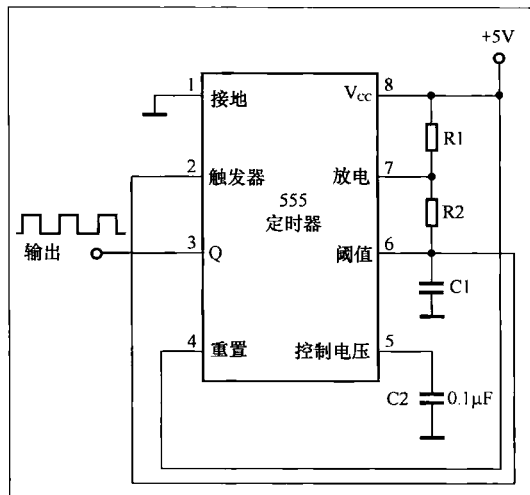 +5V
1
接地
Vcc
8
R1
2
触发器
放电
7
555
定时器
R2
输出
3
Q
阈值
6
C1
4
重置
控制电压
5
C2
0.1μF